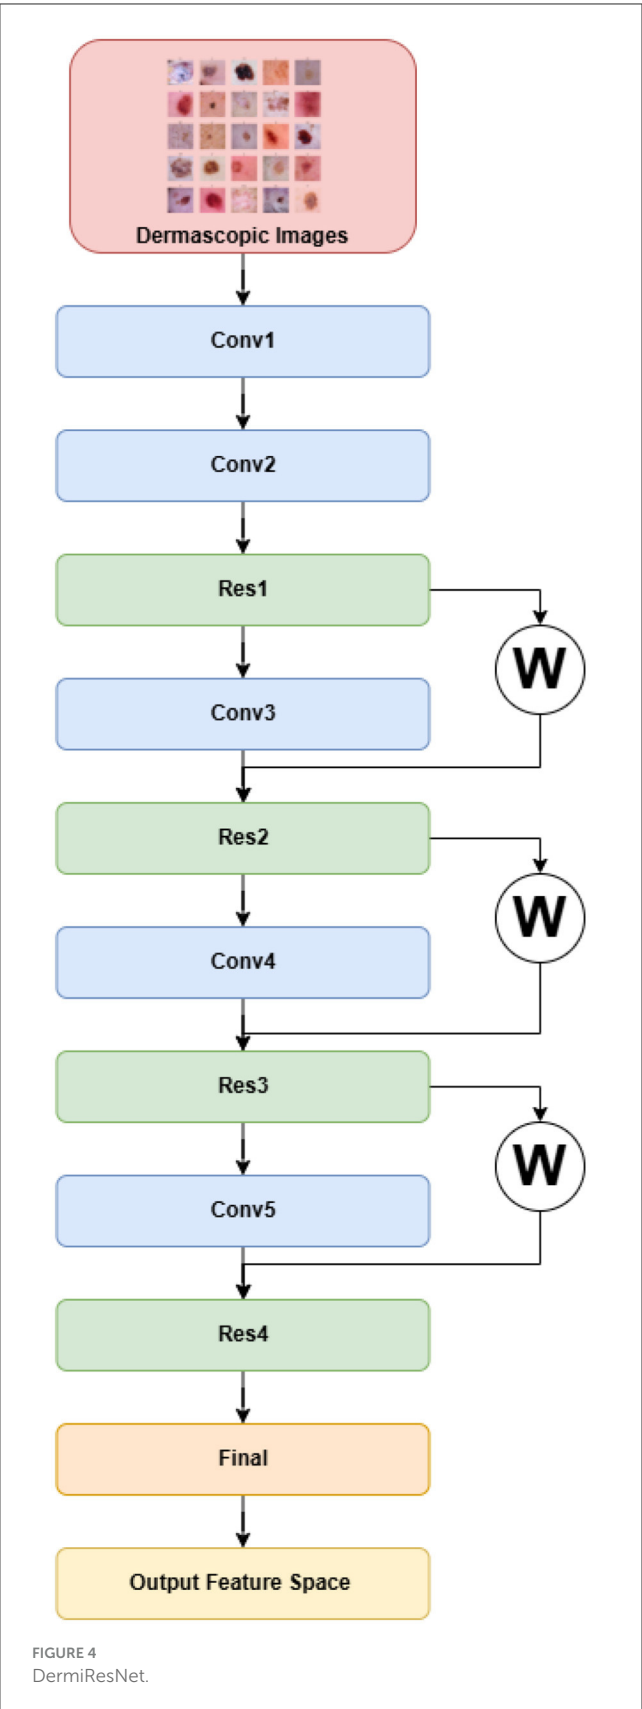 Dermascopic Images
Conv1
Conv2
Res1
W
Conv3
Res2
W
Conv4
Res3
W
Conv5
Res4
Final
Output Feature Space
FIGURE 4
DermiResNet.